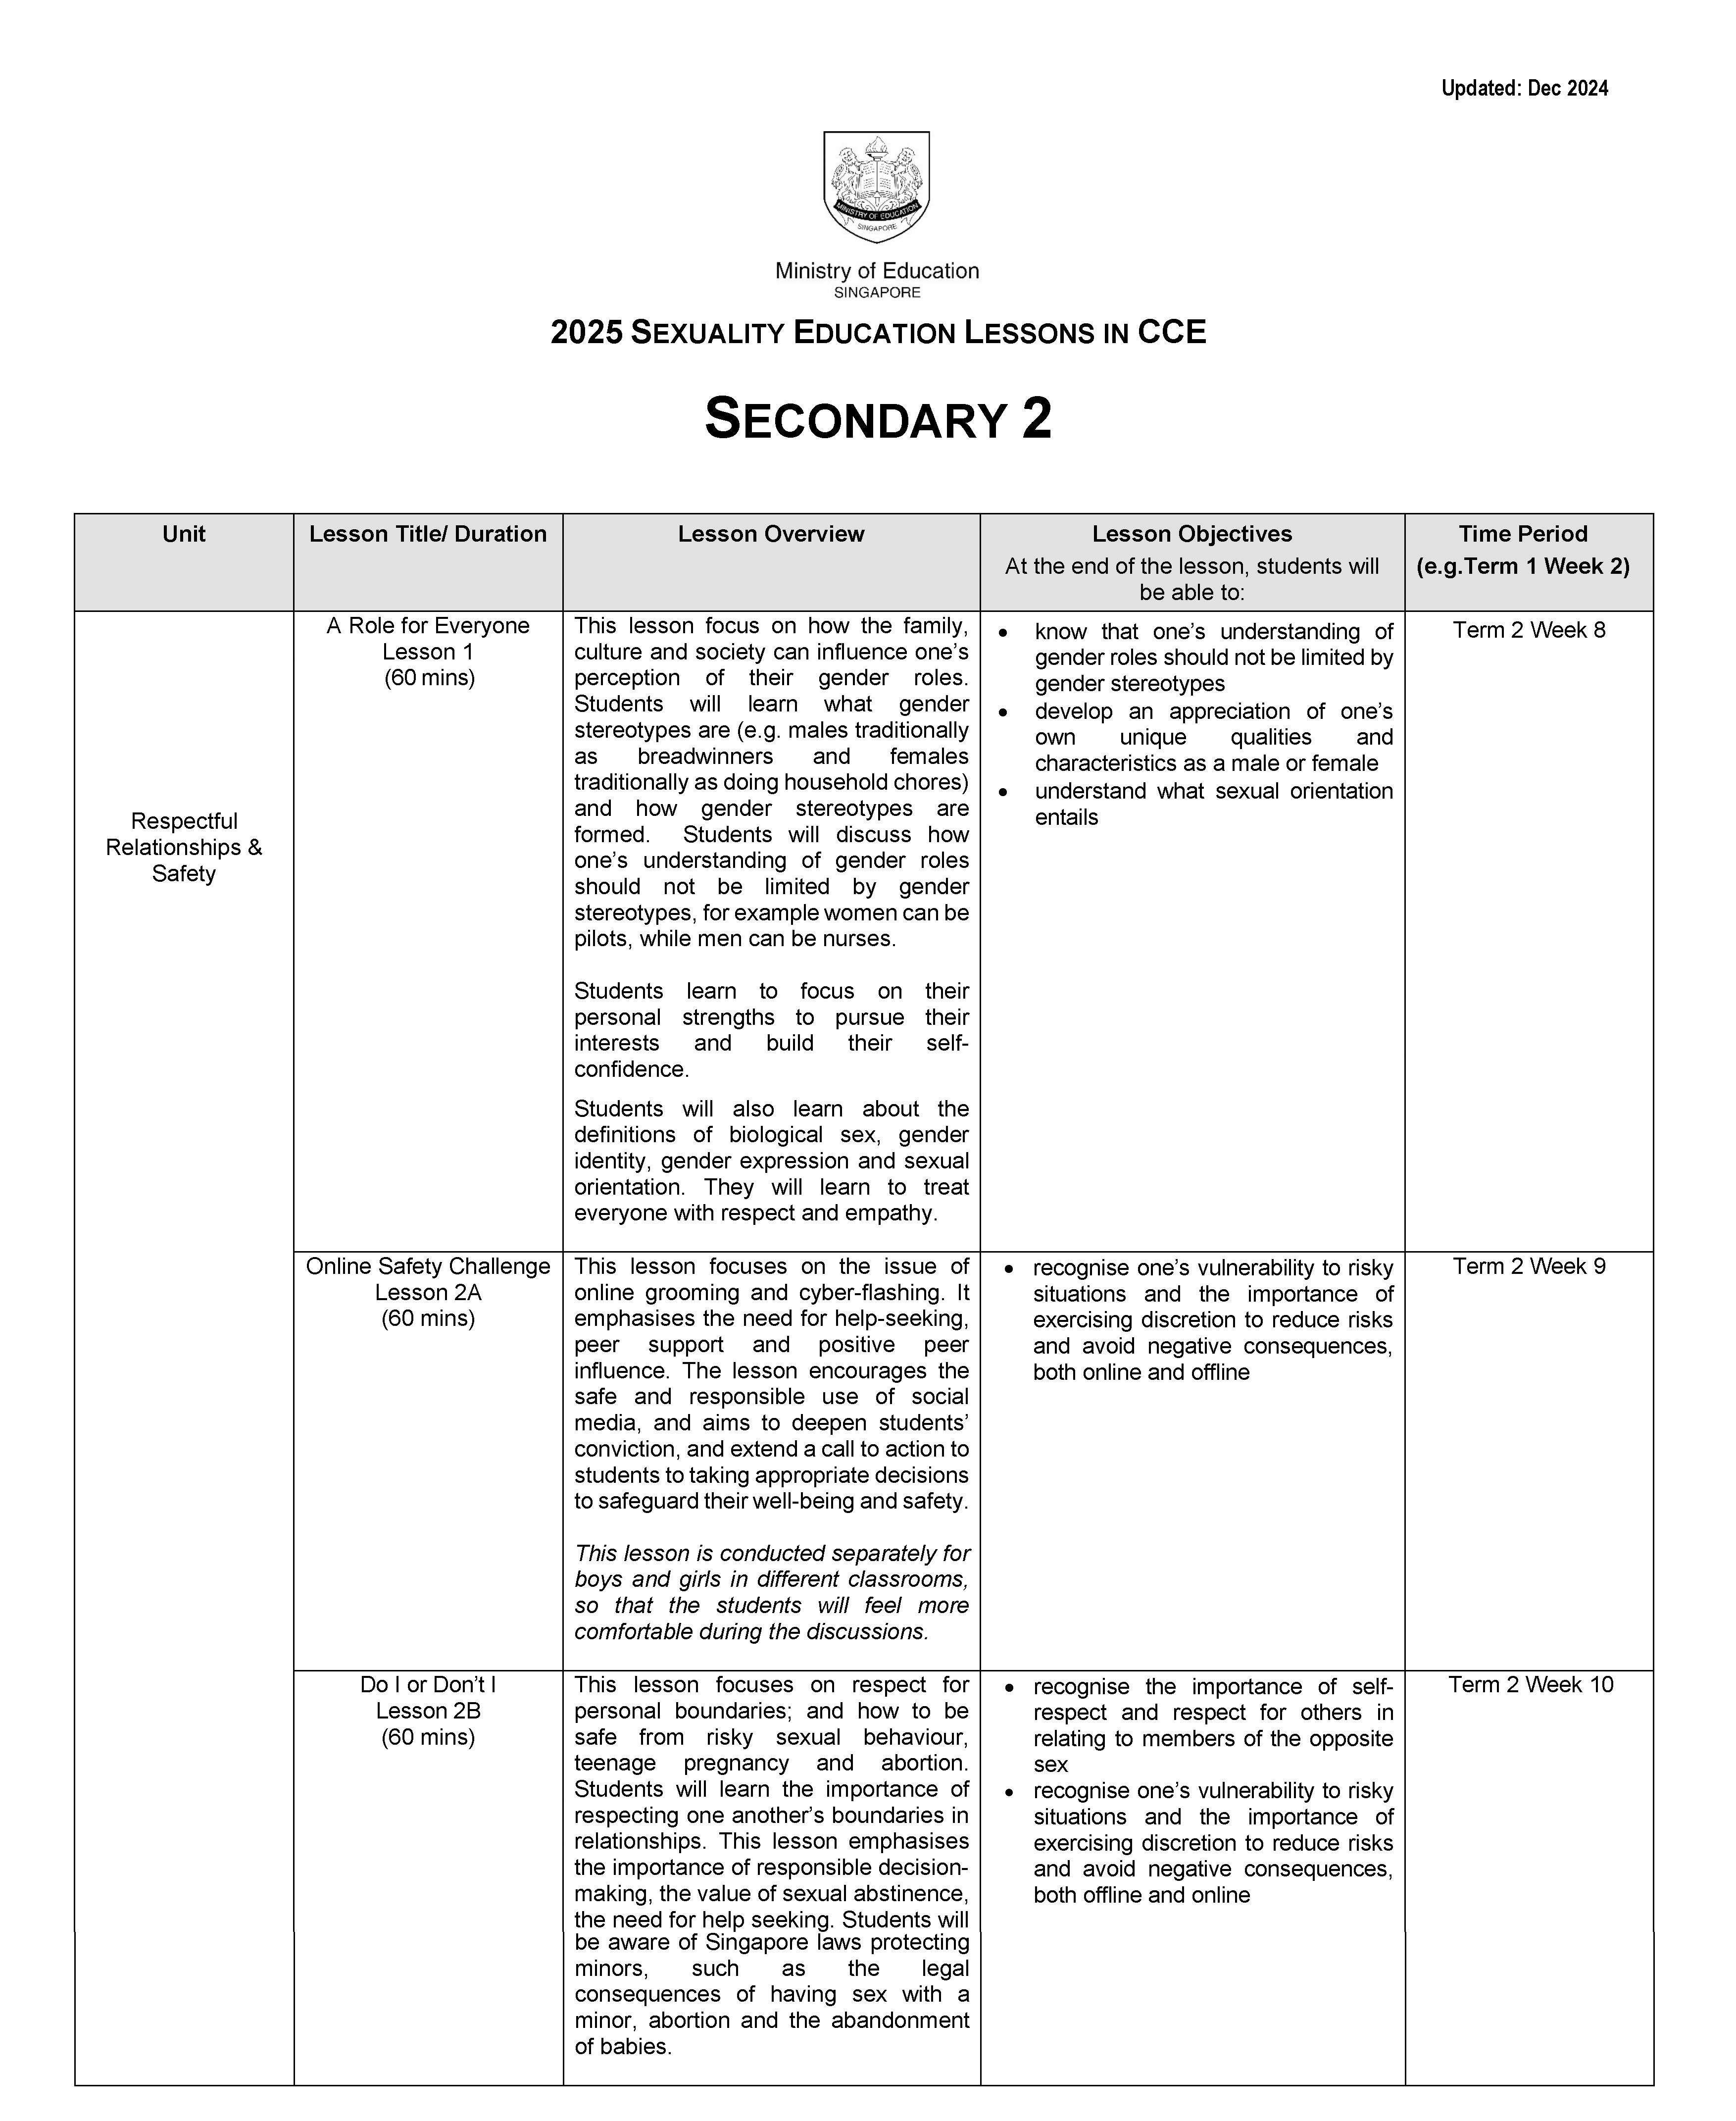 Updated: Dec 2024
MINISTRY OF EDUCATION
SINGAPORE
Ministry of Education
SINGAPORE
2025 SEXUALITY EDUCATION LESSONS IN CCE
SECONDARY 2
Unit
Lesson Title/ Duration
Lesson Overview
Lesson Objectives
At the end of the lesson, students will
be able to:
Time Period
(e.g.Term 1 Week 2)
Respectful
Relationships &
Safety
A Role for Everyone
Lesson 1
(60 mins)
This lesson focus on how the family,
culture and society can influence one’s
perception of their gender roles.
Students will learn what gender
stereotypes are (e.g. males traditionally
as breadwinners and females
traditionally as doing household chores)
and how gender stereotypes are
formed. Students will discuss how
one’s understanding of gender roles
should not be limited by gender
stereotypes, for example women can be
pilots, while men can be nurses.
Students learn to focus on their
personal strengths to pursue their
interests and build their self-
confidence.
Students will also learn about the
definitions of biological sex, gender
identity, gender expression and sexual
orientation. They will learn to treat
everyone with respect and empathy.
• know that one’s understanding of
gender roles should not be limited by
gender stereotypes
• develop an appreciation of one’s
own unique qualities and
characteristics as a male or female
• understand what sexual orientation
entails
Term 2 Week 8
Online Safety Challenge
Lesson 2A
(60 mins)
This lesson focuses on the issue of
online grooming and cyber-flashing. It
emphasises the need for help-seeking,
peer support and positive peer
influence. The lesson encourages the
safe and responsible use of social
media, and aims to deepen students’
conviction, and extend a call to action to
students to taking appropriate decisions
to safeguard their well-being and safety.
This lesson is conducted separately for
boys and girls in different classrooms,
so that the students will feel more
comfortable during the discussions.
• recognise one’s vulnerability to risky
situations and the importance of
exercising discretion to reduce risks
and avoid negative consequences,
both online and offline
Term 2 Week 9
Do I or Don’t I
Lesson 2B
(60 mins)
This lesson focuses on respect for
personal boundaries; and how to be
safe from risky sexual behaviour,
teenage pregnancy and abortion.
Students will learn the importance of
respecting one another’s boundaries in
relationships. This lesson emphasises
the importance of responsible decision-
making, the value of sexual abstinence,
the need for help seeking. Students will
be aware of Singapore laws protecting
minors, such as the legal
consequences of having sex with a
minor, abortion and the abandonment
of babies.
• recognise the importance of self-
respect and respect for others in
relating to members of the opposite
sex
• recognise one’s vulnerability to risky
situations and the importance of
exercising discretion to reduce risks
and avoid negative consequences,
both offline and online
Term 2 Week 10